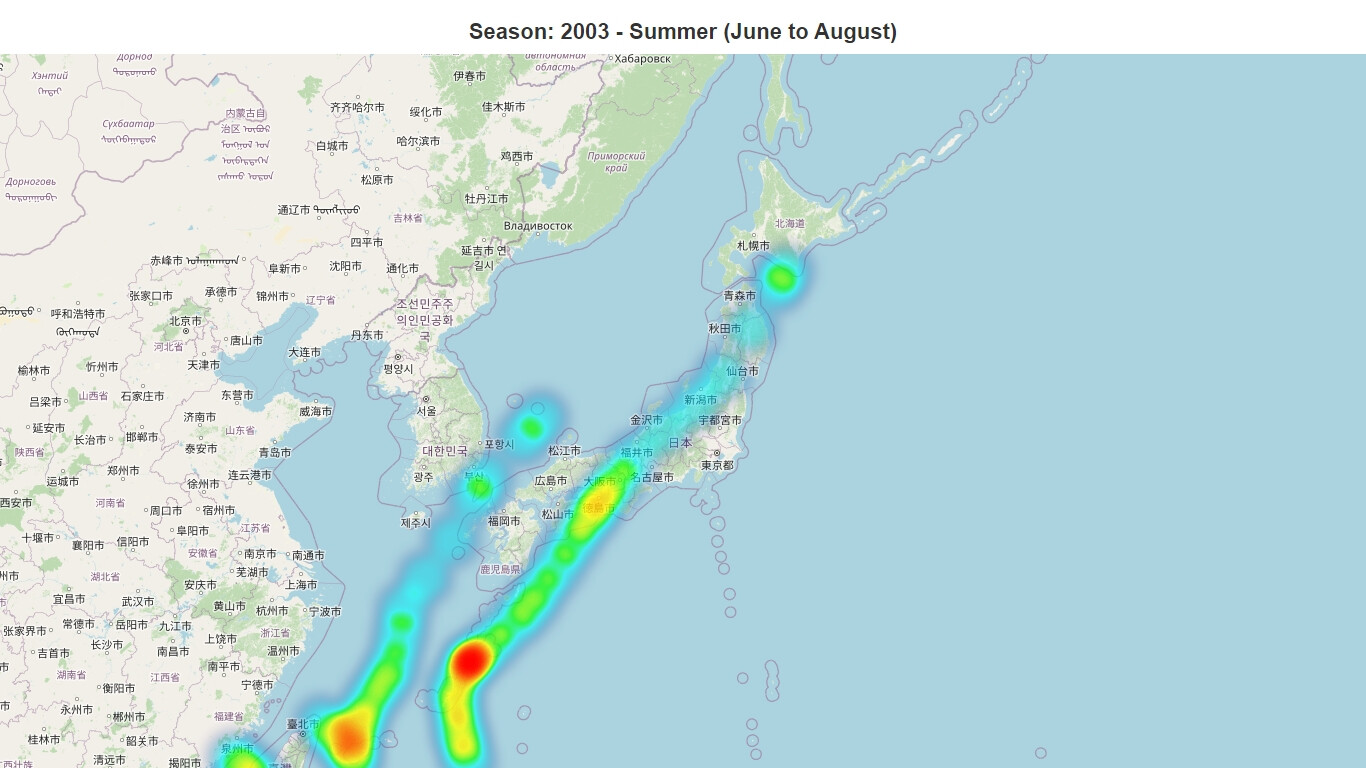 Season: 2003 - Summer (June to August)
Дорнод
автономная
область
Хабаровск
Хэнтий
伊春市
齐齐哈尔市
绥化市
佳木斯市
内蒙古自
治区
Сүхбаатар
哈尔滨市
白城市
鸡西市
Приморский
край
松原市
Дорноговь
牡丹江市
通辽市
吉林省
Владивосток
北海道
四平市
札幌市
延吉市 연
길시
赤峰市
阜新市
沈阳市
通化市
张家口市
承德市
锦州市
辽宁省
青森市
조선민주주
의인민공화
국
呼和浩特市
北京市
秋田市
河北省
唐山市
丹东市
大连市
天津市
평양시
榆林市
忻州市
仙台市
吕梁市
山西省
石家庄市
东营市
서울
威海市
新潟市
济南市
金沢市
宇都宮市
延安市
长治市
邯郸市
山东省
포항시
日本
陕西省
泰安市
青岛市
대한민국
松江市
福井市
东京都
郑州市
连云港市
광주
부산
広島市
大阪市
名古屋市
运城市
徐州市
西安市
河南省
周口市
宿州市
제주시
福岡市
松山市
徳島市
十堰市
襄阳市
信阳市
阜阳市
江苏省
安徽省
南京市
南通市
鹿児島県
州市
湖北省
安庆市
芜湖市
上海市
宜昌市
武汉市
黄山市
杭州市
宁波市
张家界市
常德市
岳阳市
九江市
浙江省
长沙市
上饶市
吉首市
南昌市
温州市
湖南省
江西省
南平市
衡阳市
宁德市
永州市
郴州市
福建省
臺北市
桂林市
韶关市
泉州市
清远市
揭阳市
臺灣